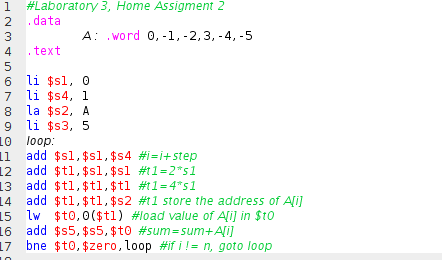 1 #Laboratory 3, Home Assigment 2
2 .data
3 A: .word 0,-1,-2,3,-4,-5
4 .text
5
6 li $s1, 0
7 li $s4, 1
8 la $s2, A
9 li $s3, 5
10 loop:
11 add $s1,$s1,$s4 #i=i+step
12 add $t1,$s1,$s1 #t1=2*s1
13 add $t1,$t1,$t1 #t1=4*s1
14 add $t1,$t1,$s2 #t1 store the address of A[i]
15 lw $t0,0($t1) #load value of A[i] in $t0
16 add $s5,$s5,$t0 #sum=sum+A[i]
17 bne $t0,$zero,loop #if i != n, goto loop